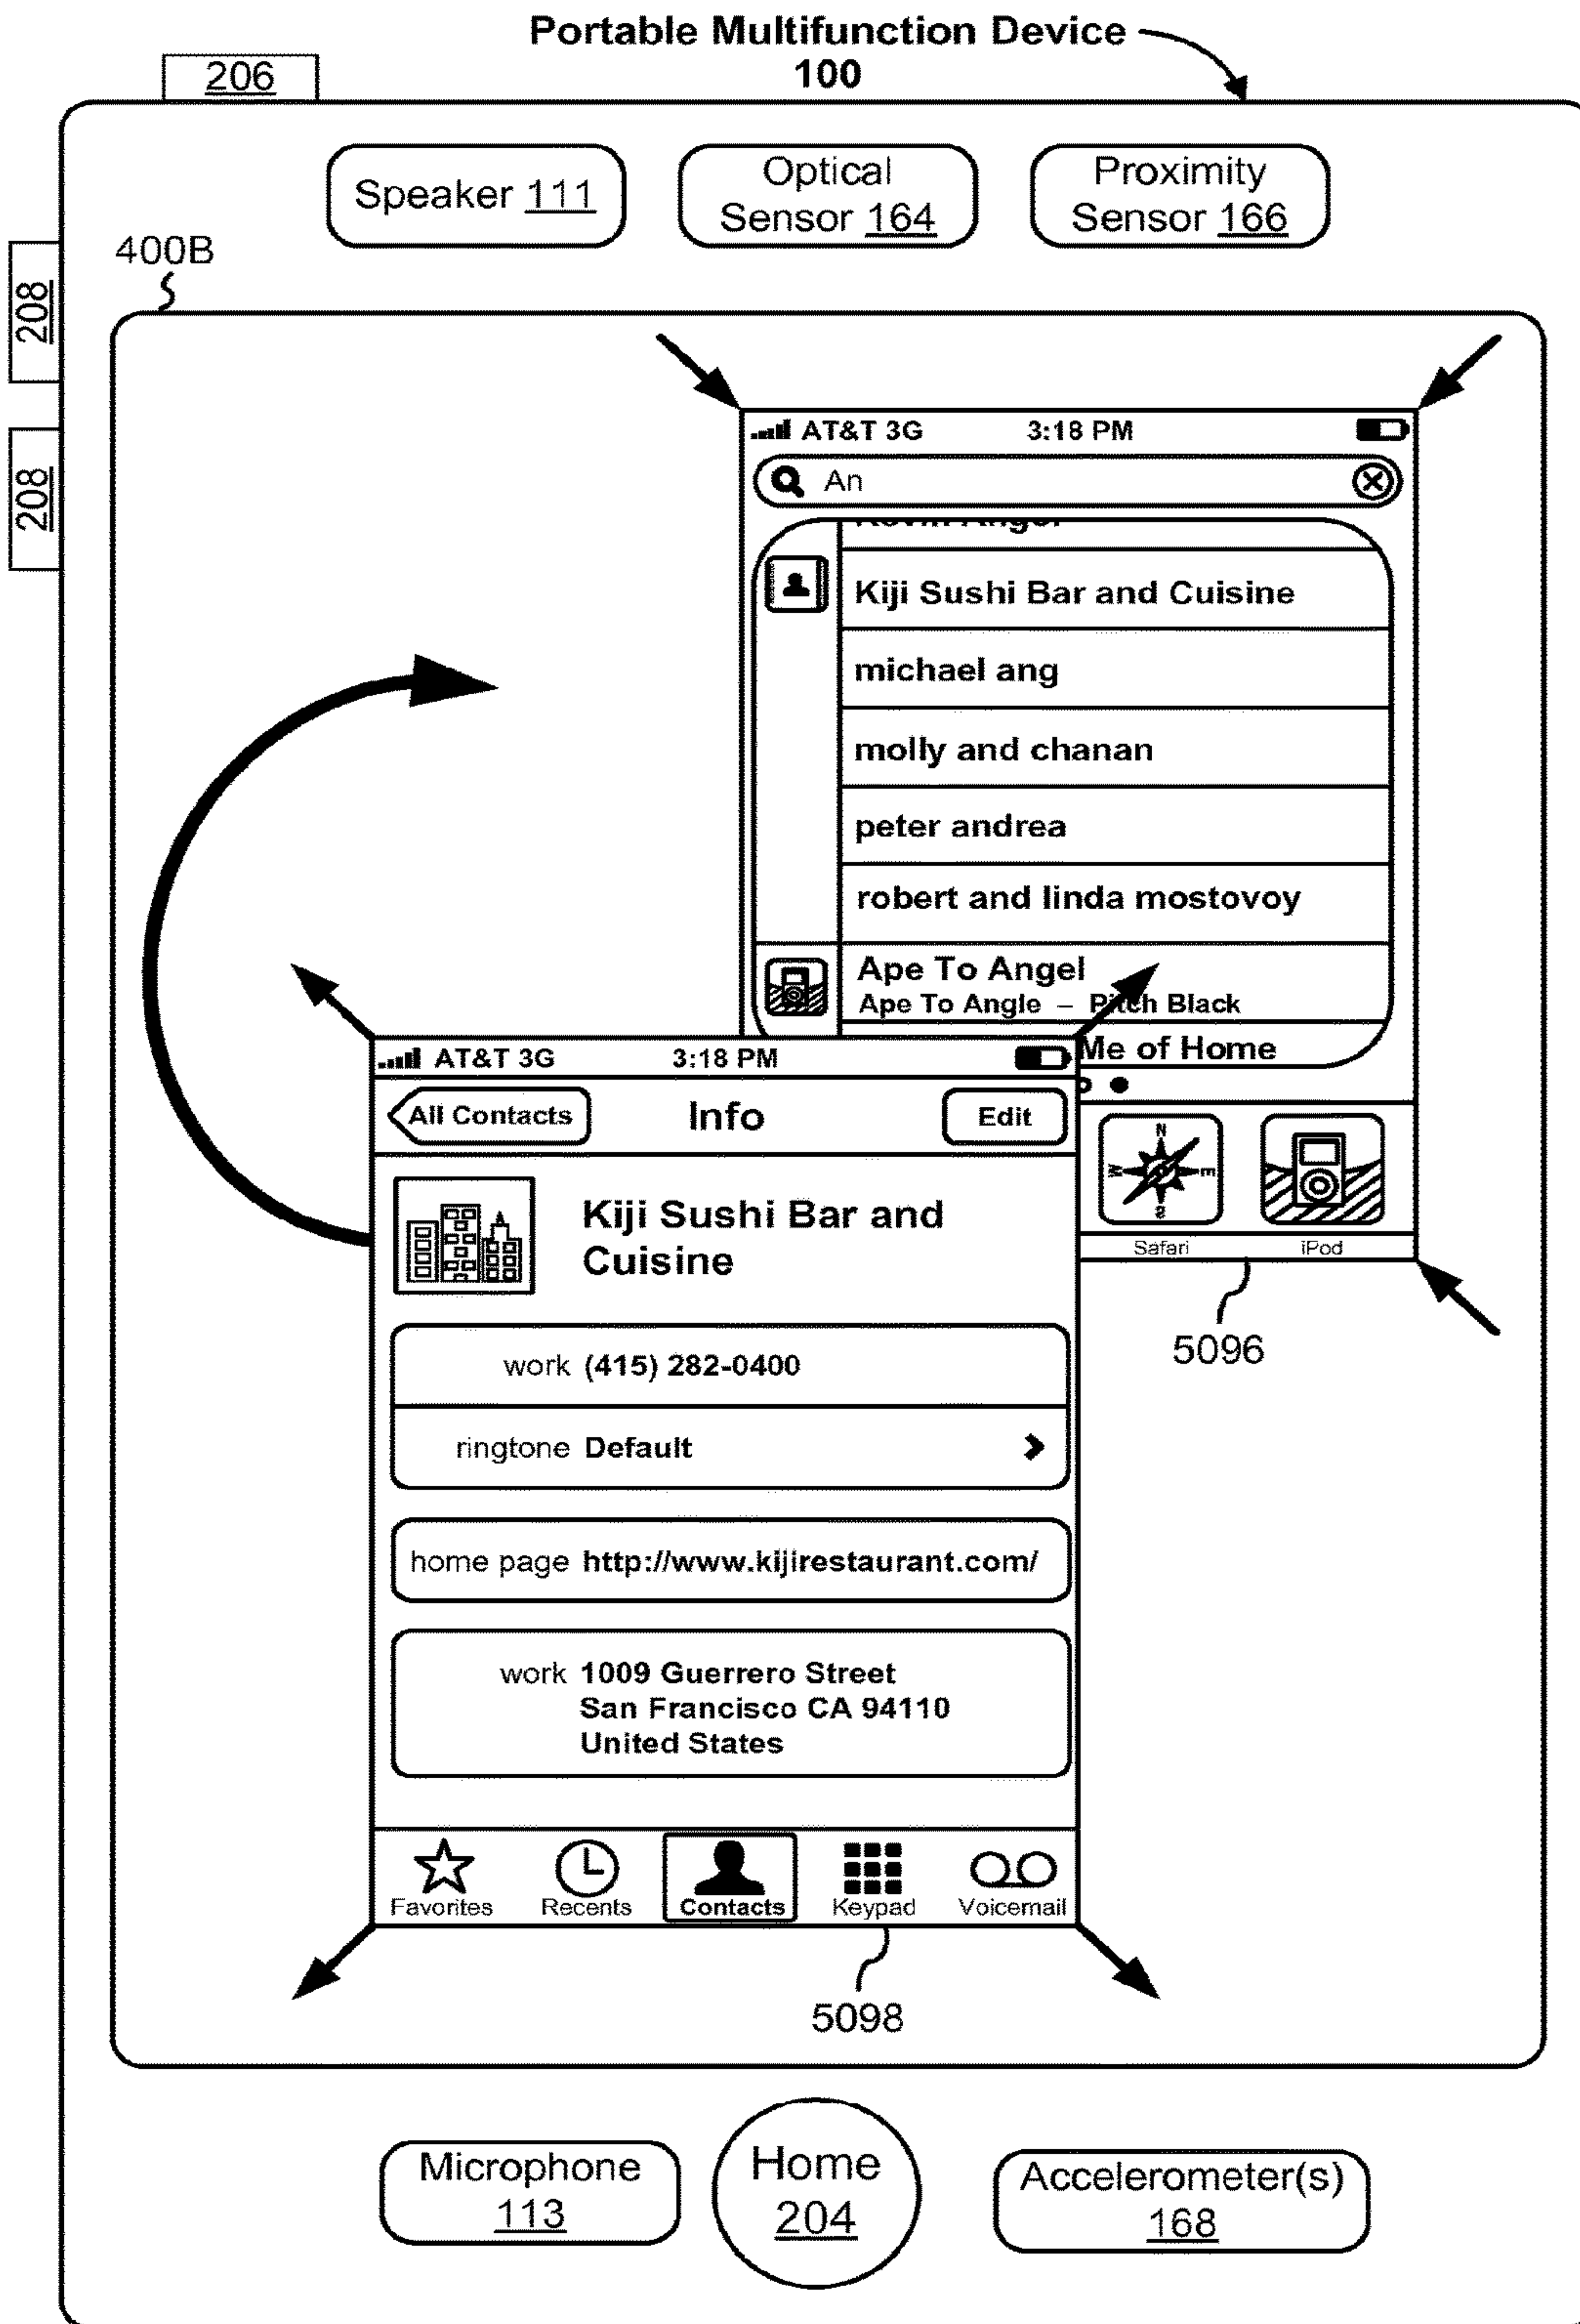 Portable Multifunction Device
100
206
Speaker 111
Optical
Sensor 164
Proximity
Sensor 166
400B
208
208
AT&T 3G 3:18 PM
An
Kiji Sushi Bar and Cuisine
michael ang
molly and chanan
peter andrea
robert and linda mostovoy
Ape To Angel
Ape To Angle – Pitch Black
Me of Home
N
E
Safari iPod
5096
AT&T 3G 3:18 PM
All Contacts Info Edit
Kiji Sushi Bar and
Cuisine
work (415) 282-0400
ringtone Default
home page http://www.kijirestaurant.com/
work 1009 Guerrero Street
San Francisco CA 94110
United States
Favorites Recents Contacts Keypad Voicemail
5098
Microphone
113
Home
204
Accelerometer(s)
168